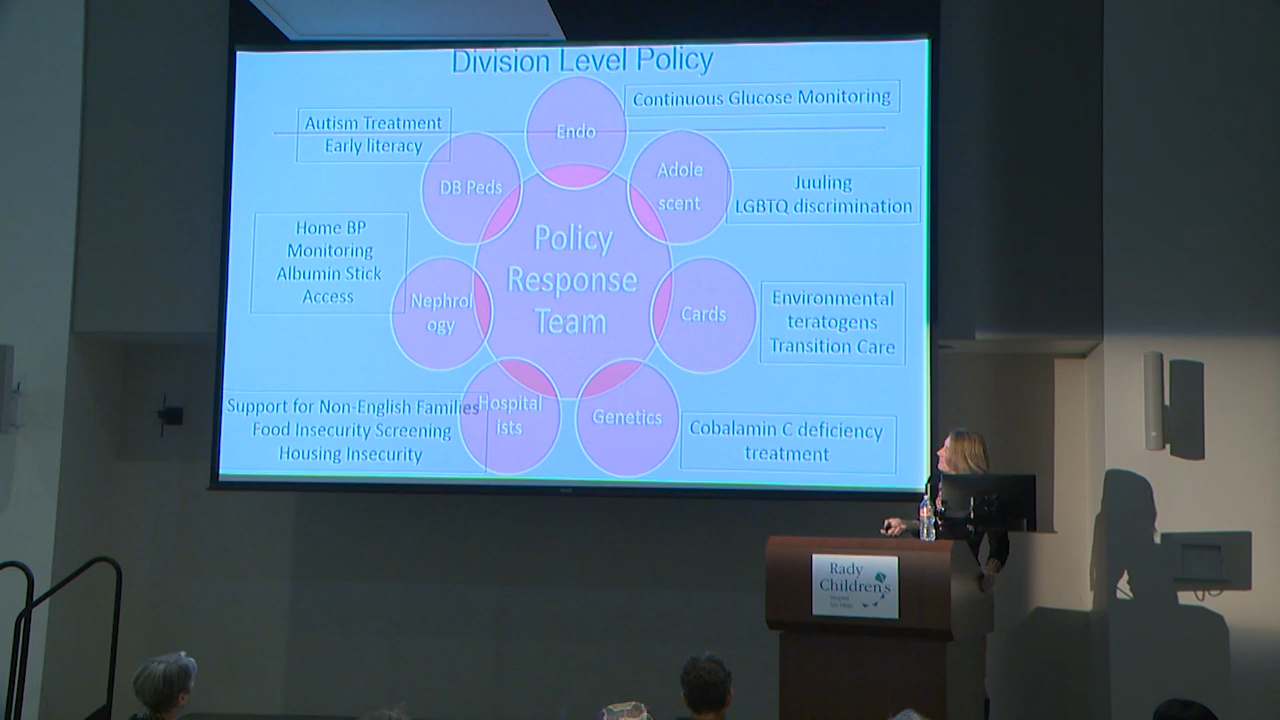 Division Level Policy
Continuous Glucose Monitoring
Autism Treatment
Early literacy
Endo
DB Peds
Adole
scent
Juuling
LGBTQ discrimination
Home BP
Monitoring
Albumin Stick
Access
Policy
Response
Team
Nephrol
ogy
Cards
Environmental
teratogens
Transition Care
Support for Non-English Families
Food Insecurity Screening
Housing Insecurity
Hospital
ists
Genetics
Cobalamin C deficiency
treatment
Rady
Children's
Hospital